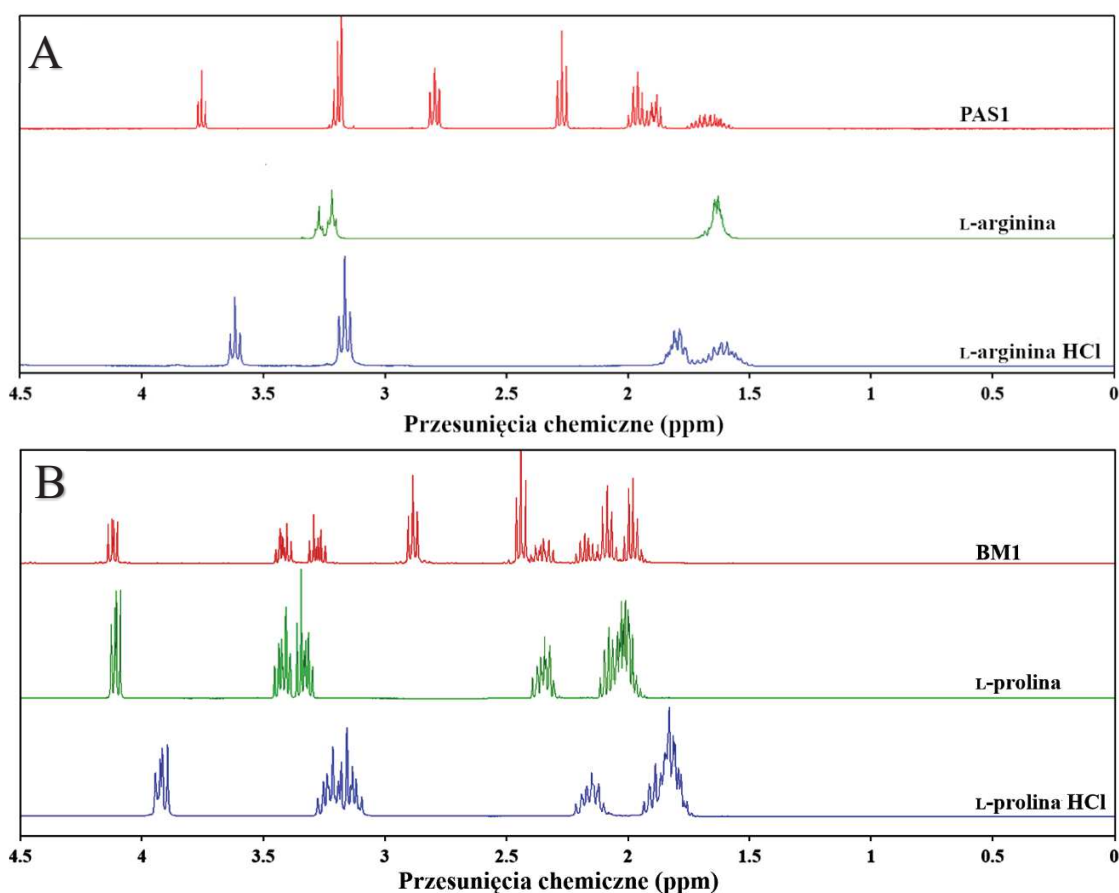 A
PAS1
L-arginina
L-arginina HCl
4.5 4 3.5 3 2.5 2 1.5 1 0.5 0
Przesunięcia chemiczne (ppm)
B
BM1
L-prolina
L-prolina HCl
4.5 4 3.5 3 2.5 2 1.5 1 0.5 0
Przesunięcia chemiczne (ppm)